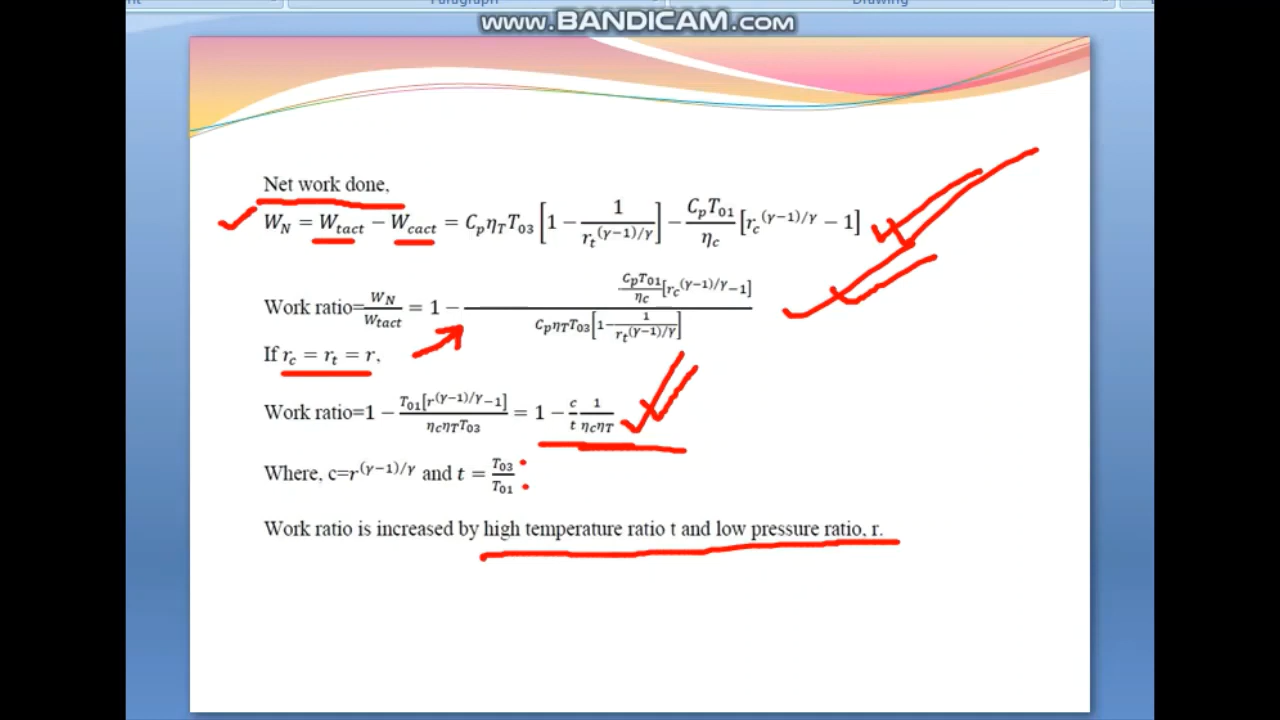 Paragraph
Drawing
www.BANDICAM.com
Net work done,
W_N = W_tact − W_cact = C_p η_T T_03 [1 − 1/r_t^(γ−1)/γ] − C_p T_01/η_c [r_c^(γ−1)/γ − 1]
Work ratio= W_N/W_tact = 1 − (C_p T_01/η_c [r_c^(γ−1)/γ −1])/(C_p η_T T_03 [1− 1/r_t^(γ−1)/γ])
If r_c = r_t = r,
Work ratio=1 − T_01[r^(γ−1)/γ −1]/η_c η_T T_03 = 1 − c/t 1/η_c η_T
Where, c=r^(γ−1)/γ and t = T_03/T_01
Work ratio is increased by high temperature ratio t and low pressure ratio, r.